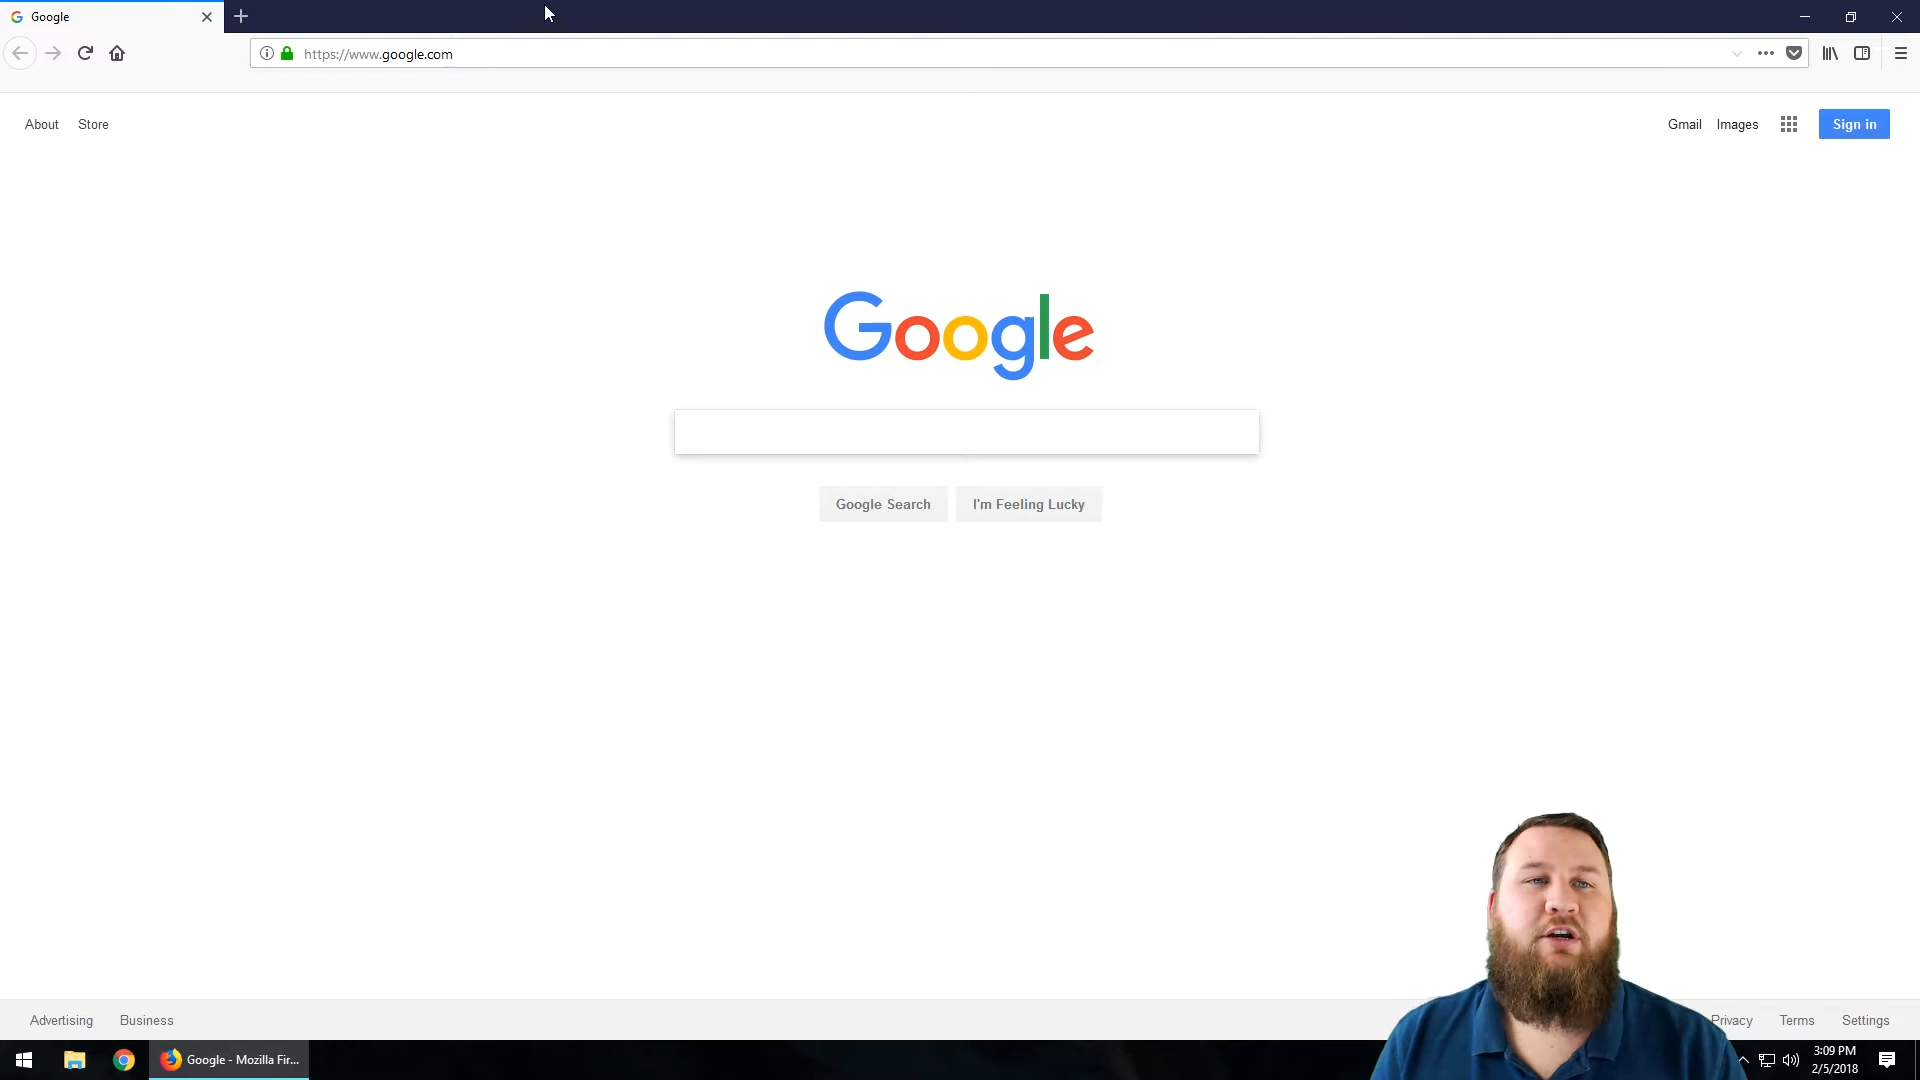 Google
https://www.google.com
About Store
Gmail Images Sign in
Google
Google Search I'm Feeling Lucky
Advertising Business
Privacy Terms Settings
Google - Mozilla Fir...
3:09 PM
2/5/2018